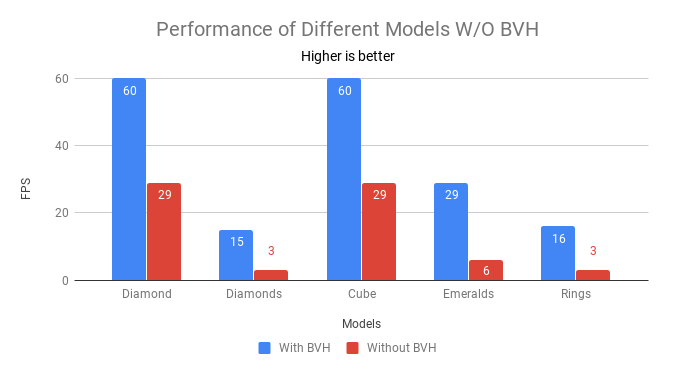 Performance of Different Models W/O BVH
Higher is better
FPS
60
40
20
0
60
29
15
3
60
29
29
6
16
3
Diamond
Diamonds
Cube
Emeralds
Rings
Models
With BVH
Without BVH